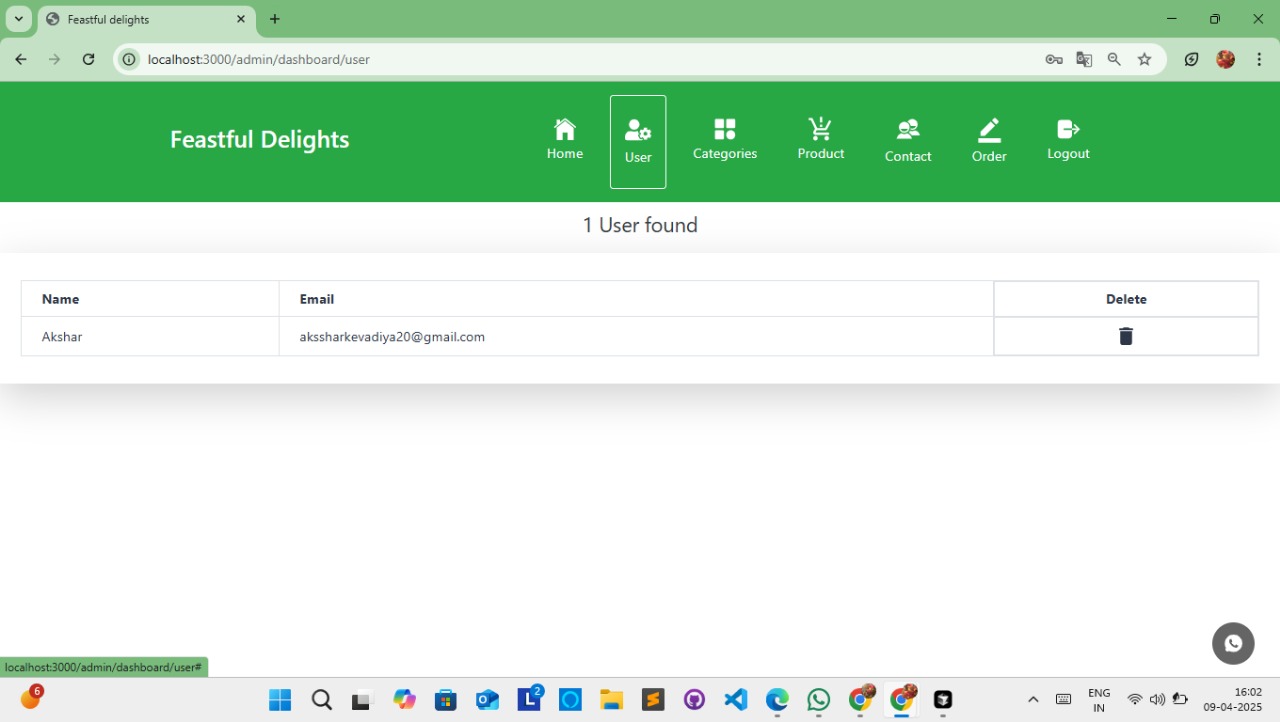 Feastful delights
localhost:3000/admin/dashboard/user
Feastful Delights
Home
User
Categories
Product
Contact
Order
Logout
1 User found
Name Email Delete
Akshar akssharkevadiya20@gmail.com
localhost:3000/admin/dashboard/user#
6
2
ENG
IN
16:02
09-04-2025